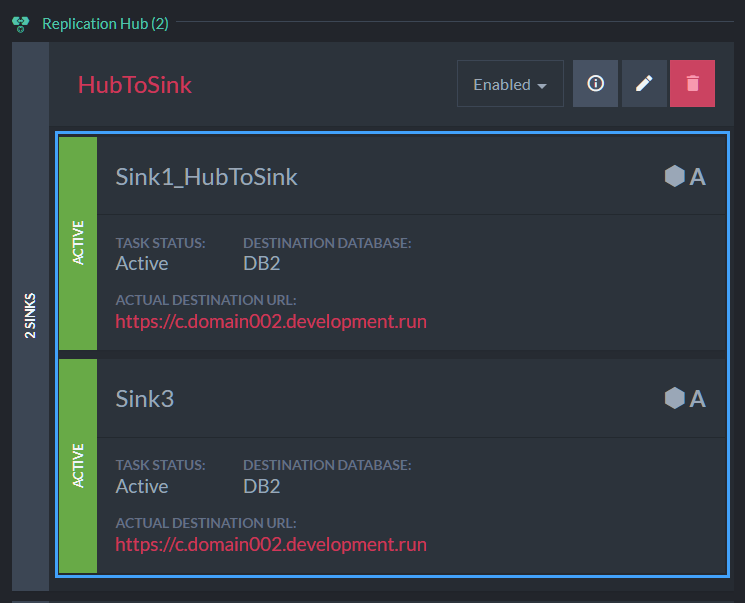 Replication Hub (2)
2 SINKS
HubToSink
Enabled
ACTIVE
Sink1_HubToSink
A
TASK STATUS: DESTINATION DATABASE:
Active DB2
ACTUAL DESTINATION URL:
https://c.domain002.development.run
ACTIVE
Sink3
A
TASK STATUS: DESTINATION DATABASE:
Active DB2
ACTUAL DESTINATION URL:
https://c.domain002.development.run